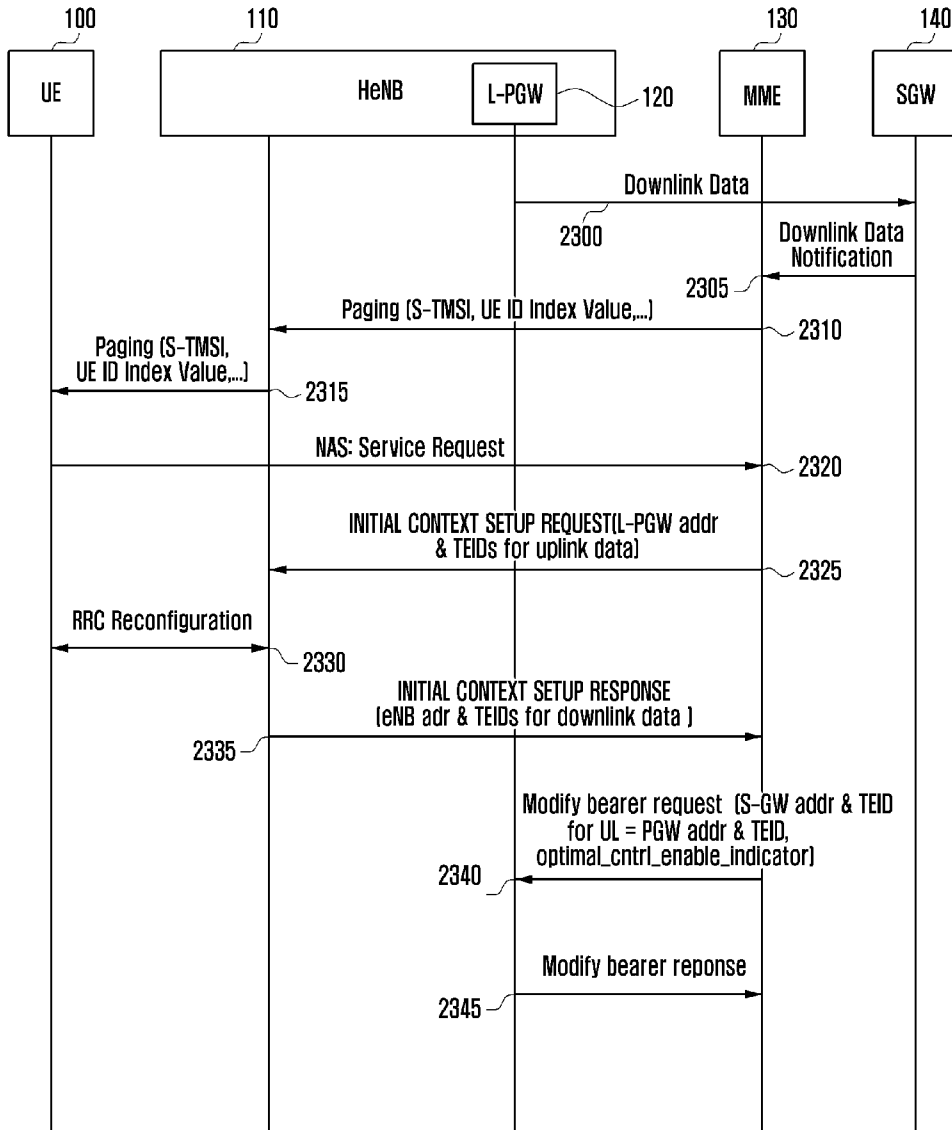 100
110
130
140
UE
HeNB
L-PGW
120
MME
SGW
Downlink Data
2300
Downlink Data
Notification
2305
Paging (S-TMSI, UE ID Index Value,...)
2310
Paging (S-TMSI,
UE ID Index Value,...)
2315
NAS: Service Request
2320
INITIAL CONTEXT SETUP REQUEST(L-PGW addr
& TEIDs for uplink data)
2325
RRC Reconfiguration
2330
INITIAL CONTEXT SETUP RESPONSE
(eNB adr & TEIDs for downlink data )
2335
Modify bearer request (S-GW addr & TEID
for UL = PGW addr & TEID,
optimal_cntrl_enable_indicator)
2340
Modify bearer reponse
2345